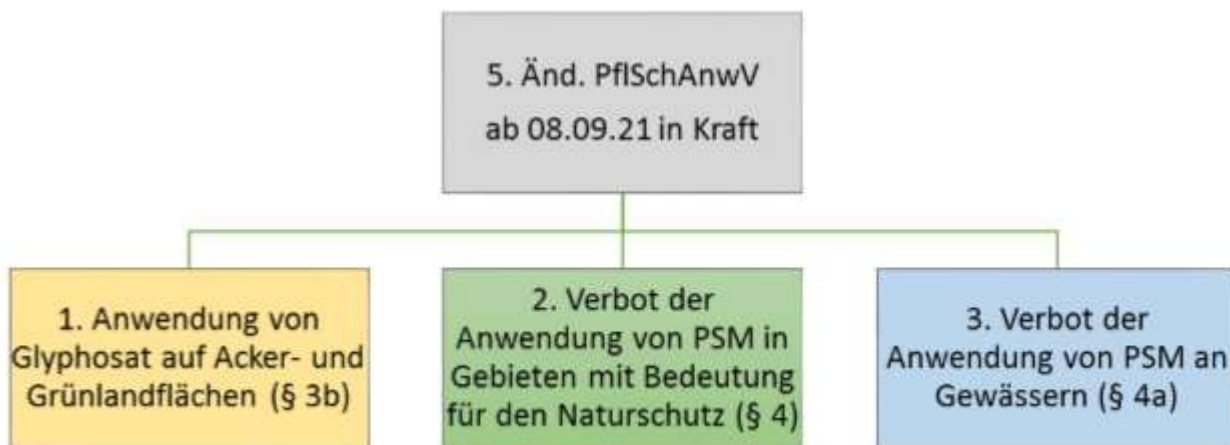 5. Änd. PflSchAnwV
ab 08.09.21 in Kraft
1. Anwendung von
Glyphosat auf Acker- und
Grünlandflächen (§ 3b)
2. Verbot der
Anwendung von PSM in
Gebieten mit Bedeutung
für den Naturschutz (§ 4)
3. Verbot der
Anwendung von PSM an
Gewässern (§ 4a)